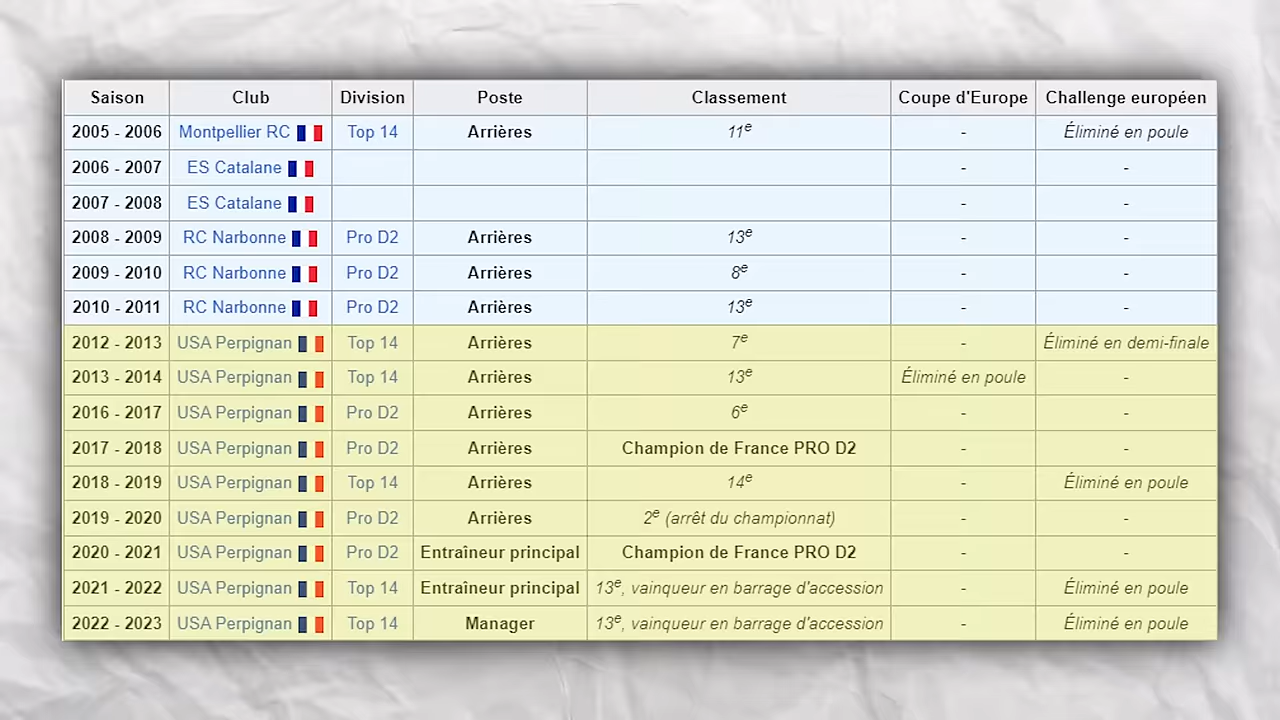 Saison Club Division Poste Classement Coupe d'Europe Challenge européen
2005 - 2006 Montpellier RC Top 14 Arrières 11e - Éliminé en poule
2006 - 2007 ES Catalane - -
2007 - 2008 ES Catalane - -
2008 - 2009 RC Narbonne Pro D2 Arrières 13e - -
2009 - 2010 RC Narbonne Pro D2 Arrières 8e - -
2010 - 2011 RC Narbonne Pro D2 Arrières 13e - -
2012 - 2013 USA Perpignan Top 14 Arrières 7e - Éliminé en demi-finale
2013 - 2014 USA Perpignan Top 14 Arrières 13e Éliminé en poule -
2016 - 2017 USA Perpignan Pro D2 Arrières 6e - -
2017 - 2018 USA Perpignan Pro D2 Arrières Champion de France PRO D2 - -
2018 - 2019 USA Perpignan Top 14 Arrières 14e - Éliminé en poule
2019 - 2020 USA Perpignan Pro D2 Arrières 2e (arrêt du championnat) - -
2020 - 2021 USA Perpignan Pro D2 Entraîneur principal Champion de France PRO D2 - -
2021 - 2022 USA Perpignan Top 14 Entraîneur principal 13e, vainqueur en barrage d'accession - Éliminé en poule
2022 - 2023 USA Perpignan Top 14 Manager 13e, vainqueur en barrage d'accession - Éliminé en poule